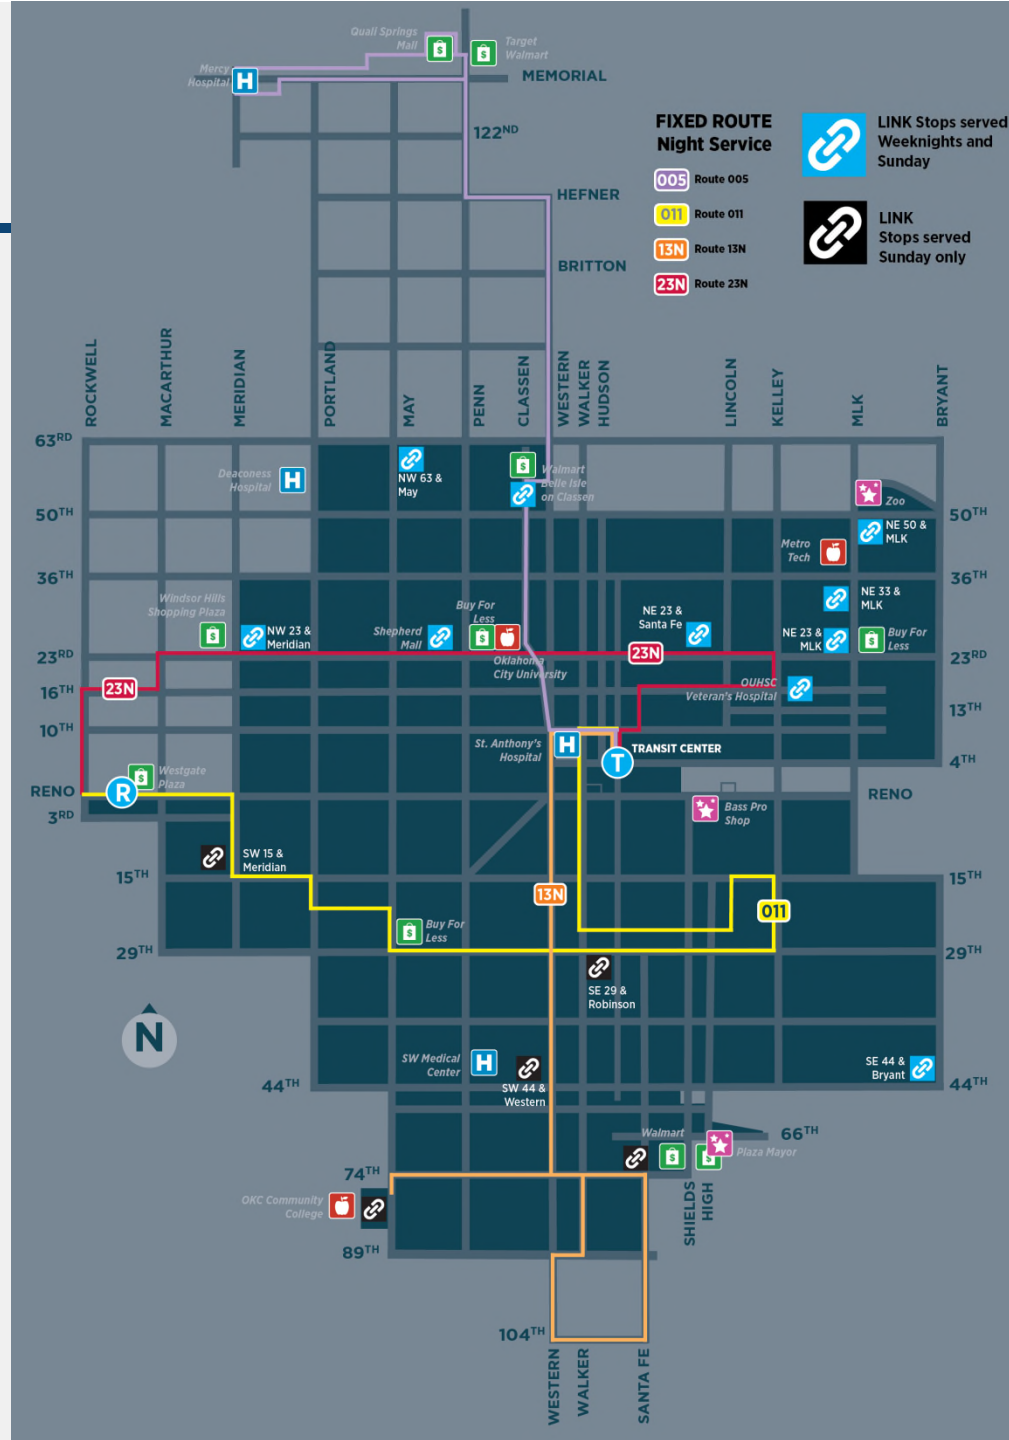 Quail Springs
Mall
Target
Walmart
Mercy
Hospital
H
MEMORIAL
122ND
HEFNER
BRITTON
FIXED ROUTE
Night Service
005 Route 005
011 Route 011
13N Route 13N
23N Route 23N
LINK Stops served
Weeknights and
Sunday
LINK
Stops served
Sunday only
ROCKWELL
MACARTHUR
MERIDIAN
PORTLAND
MAY
PENN
CLASSEN
WESTERN
WALKER
HUDSON
LINCOLN
KELLEY
MLK
BRYANT
63RD
Deaconess
Hospital
H
NW 63 &
May
Walmart
Belle Isle
on Classen
Zoo
50TH
50TH
NE 50 &
MLK
Metro
Tech
36TH
36TH
Windsor Hills
Shopping Plaza
NW 23 &
Meridian
Shepherd
Mall
Buy For
Less
Oklahoma
City University
NE 23 &
Santa Fe
NE 33 &
MLK
NE 23 &
MLK
Buy For
Less
23RD
23N
23RD
16TH
23N
OUHSC
Veteran's Hospital
13TH
10TH
St. Anthony's
Hospital
H
T
TRANSIT CENTER
4TH
Westgate
Plaza
RENO
R
RENO
3RD
Bass Pro
Shop
SW 15 &
Meridian
15TH
15TH
13N
011
Buy For
Less
29TH
29TH
SE 29 &
Robinson
N
SW Medical
Center
H
SW 44 &
Western
SE 44 &
Bryant
44TH
44TH
Walmart
66TH
Plaza Mayor
74TH
OKC Community
College
SHIELDS
HIGH
89TH
104TH
WESTERN
WALKER
SANTA FE